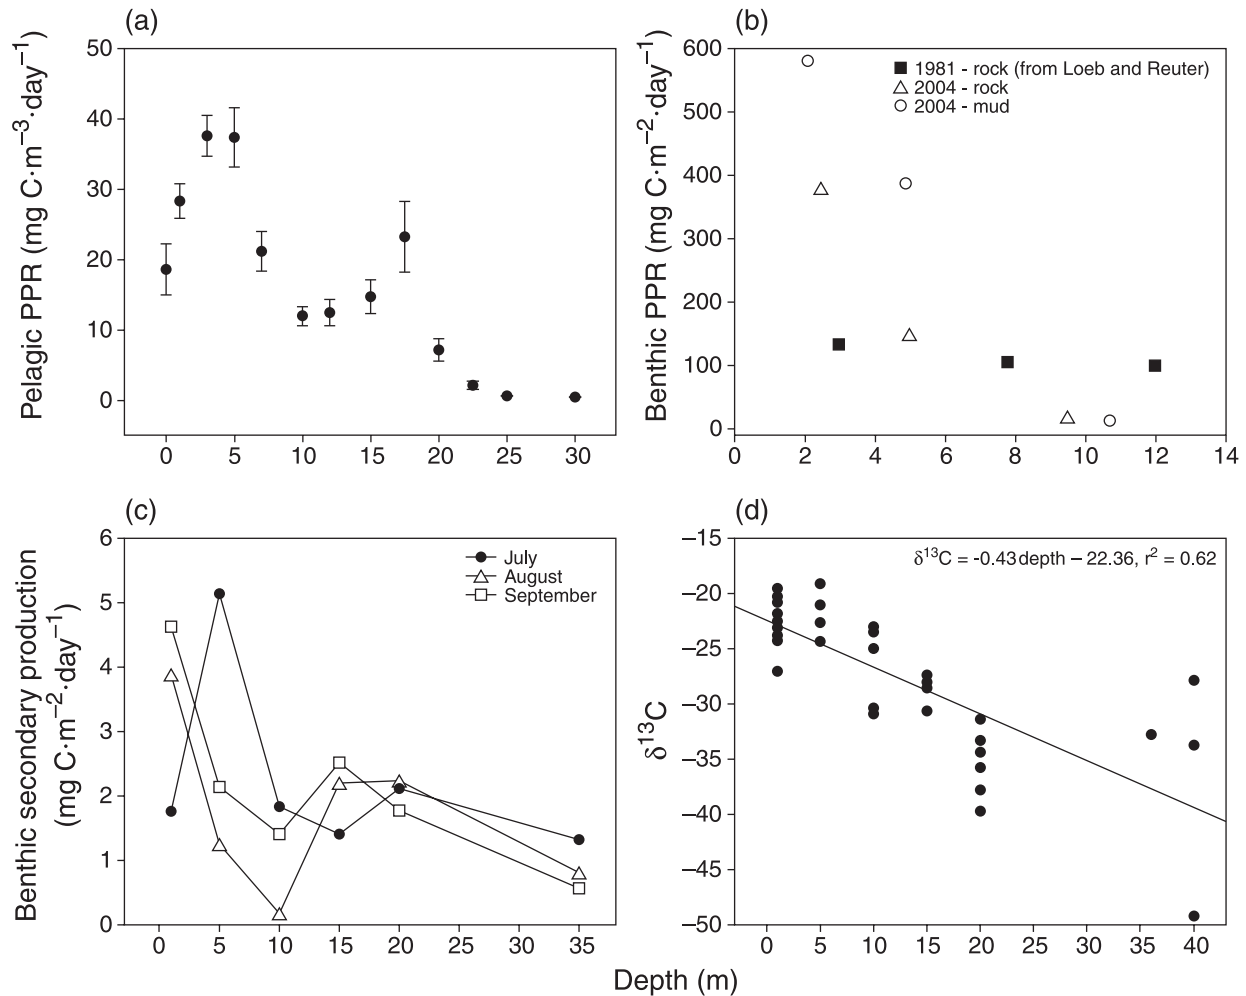 (a)
Pelagic PPR (mg C·m⁻³·day⁻¹)
50
40
30
20
10
0
0 5 10 15 20 25 30
(b)
Benthic PPR (mg C·m⁻²·day⁻¹)
600
500
400
300
200
100
0
1981 - rock (from Loeb and Reuter)
2004 - rock
2004 - mud
0 2 4 6 8 10 12 14
(c)
Benthic secondary production
(mg C·m⁻²·day⁻¹)
6
5
4
3
2
1
0
July
August
September
0 5 10 15 20 25 30 35
(d)
δ¹³C
−15
−20
−25
−30
−35
−40
−45
−50
δ¹³C = -0.43 depth − 22.36, r² = 0.62
0 5 10 15 20 25 30 35 40
Depth (m)